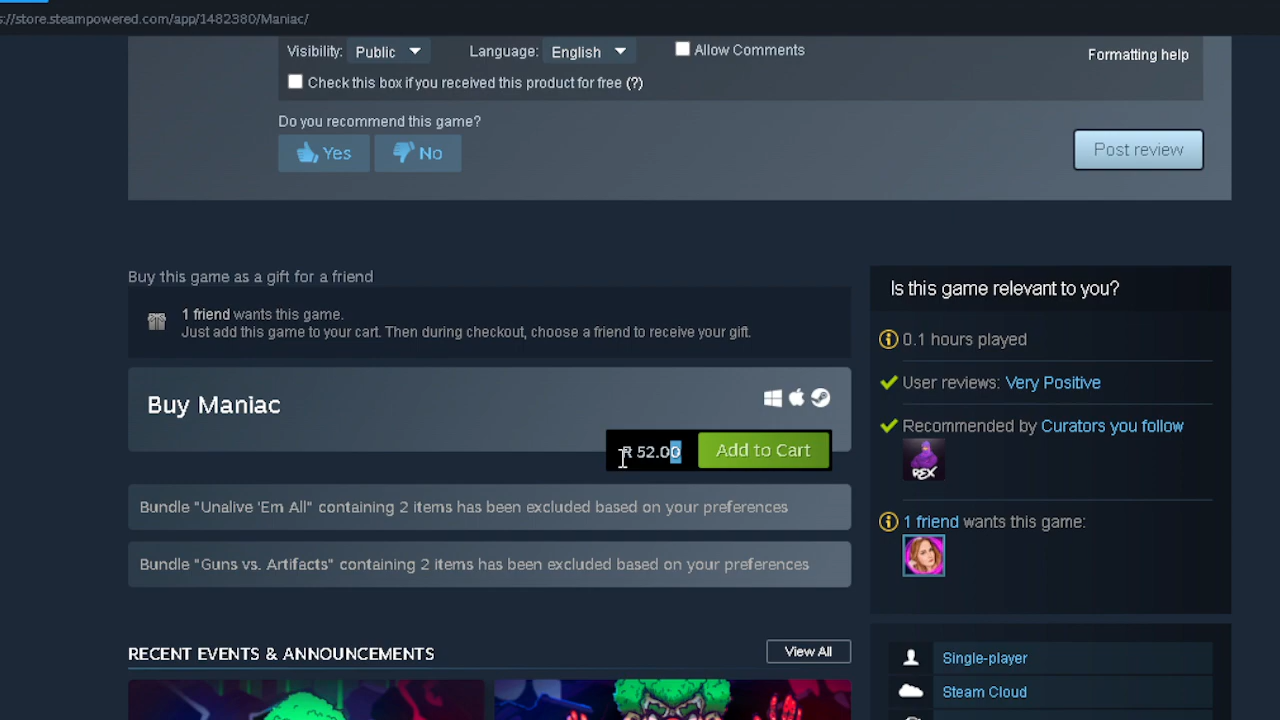 s://store.steampowered.com/app/1482380/Maniac/
Visibility: Public Language: English Allow Comments
Formatting help
Check this box if you received this product for free (?)
Do you recommend this game?
Yes No
Post review
Buy this game as a gift for a friend
1 friend wants this game.
Just add this game to your cart. Then during checkout, choose a friend to receive your gift.
Buy Maniac
R 52.00 Add to Cart
Bundle "Unalive 'Em All" containing 2 items has been excluded based on your preferences
Bundle "Guns vs. Artifacts" containing 2 items has been excluded based on your preferences
RECENT EVENTS & ANNOUNCEMENTS View All
Is this game relevant to you?
0.1 hours played
User reviews: Very Positive
Recommended by Curators you follow
REX
1 friend wants this game:
Single-player
Steam Cloud